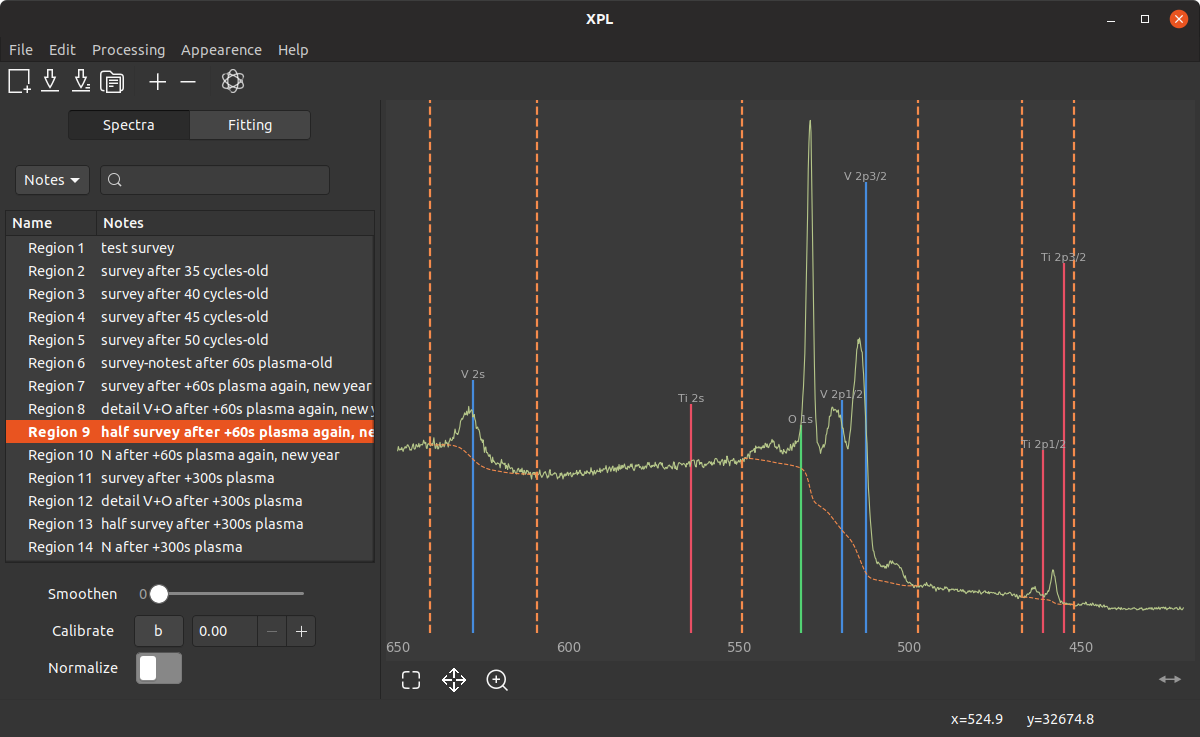 XPL
File Edit Processing Appearence Help
Spectra Fitting
Notes
Name Notes
Region 1 test survey
Region 2 survey after 35 cycles-old
Region 3 survey after 40 cycles-old
Region 4 survey after 45 cycles-old
Region 5 survey after 50 cycles-old
Region 6 survey-notest after 60s plasma-old
Region 7 survey after +60s plasma again, new year
Region 8 detail V+O after +60s plasma again, new y
Region 9 half survey after +60s plasma again, ne
Region 10 N after +60s plasma again, new year
Region 11 survey after +300s plasma
Region 12 detail V+O after +300s plasma
Region 13 half survey after +300s plasma
Region 14 N after +300s plasma
Smoothen 0
Calibrate b 0.00 − +
Normalize
V 2p3/2
Ti 2p3/2
V 2s
Ti 2s
V 2p1/2
O 1s
Ti 2p1/2
650 600 550 500 450
x=524.9 y=32674.8